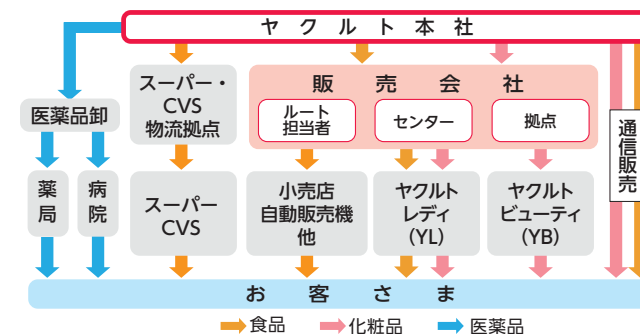 ヤクルト本社
スーパー・
CVS
物流拠点
販売会社
医薬品卸
ルート
担当者
センター
拠点
通信販売
薬局
病院
スーパー
CVS
小売店
自動販売機
他
ヤクルト
レディ
(YL)
ヤクルト
ビューティ
(YB)
お客さま
食品
化粧品
医薬品